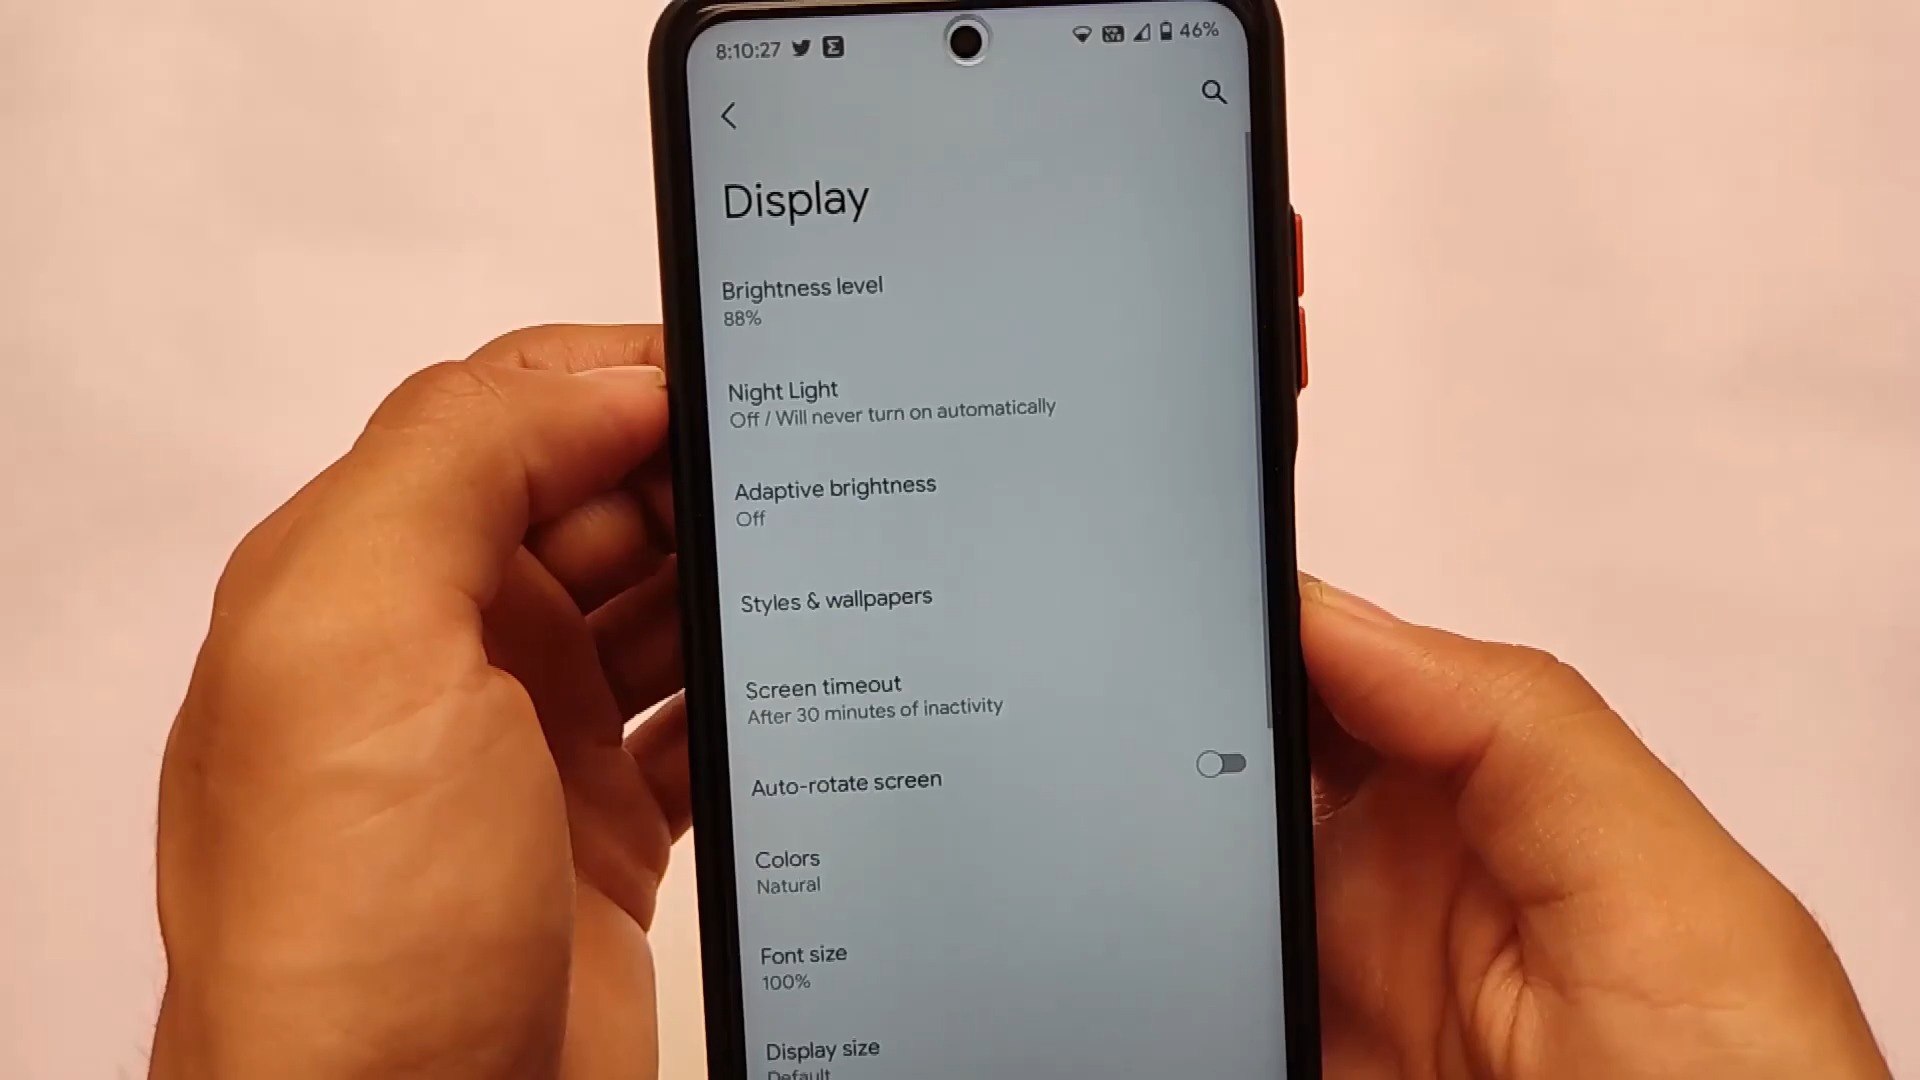 8:10:27 46%
Display
Brightness level
88%
Night Light
Off / Will never turn on automatically
Adaptive brightness
Off
Styles & wallpapers
Screen timeout
After 30 minutes of inactivity
Auto-rotate screen
Colors
Natural
Font size
100%
Display size
Default